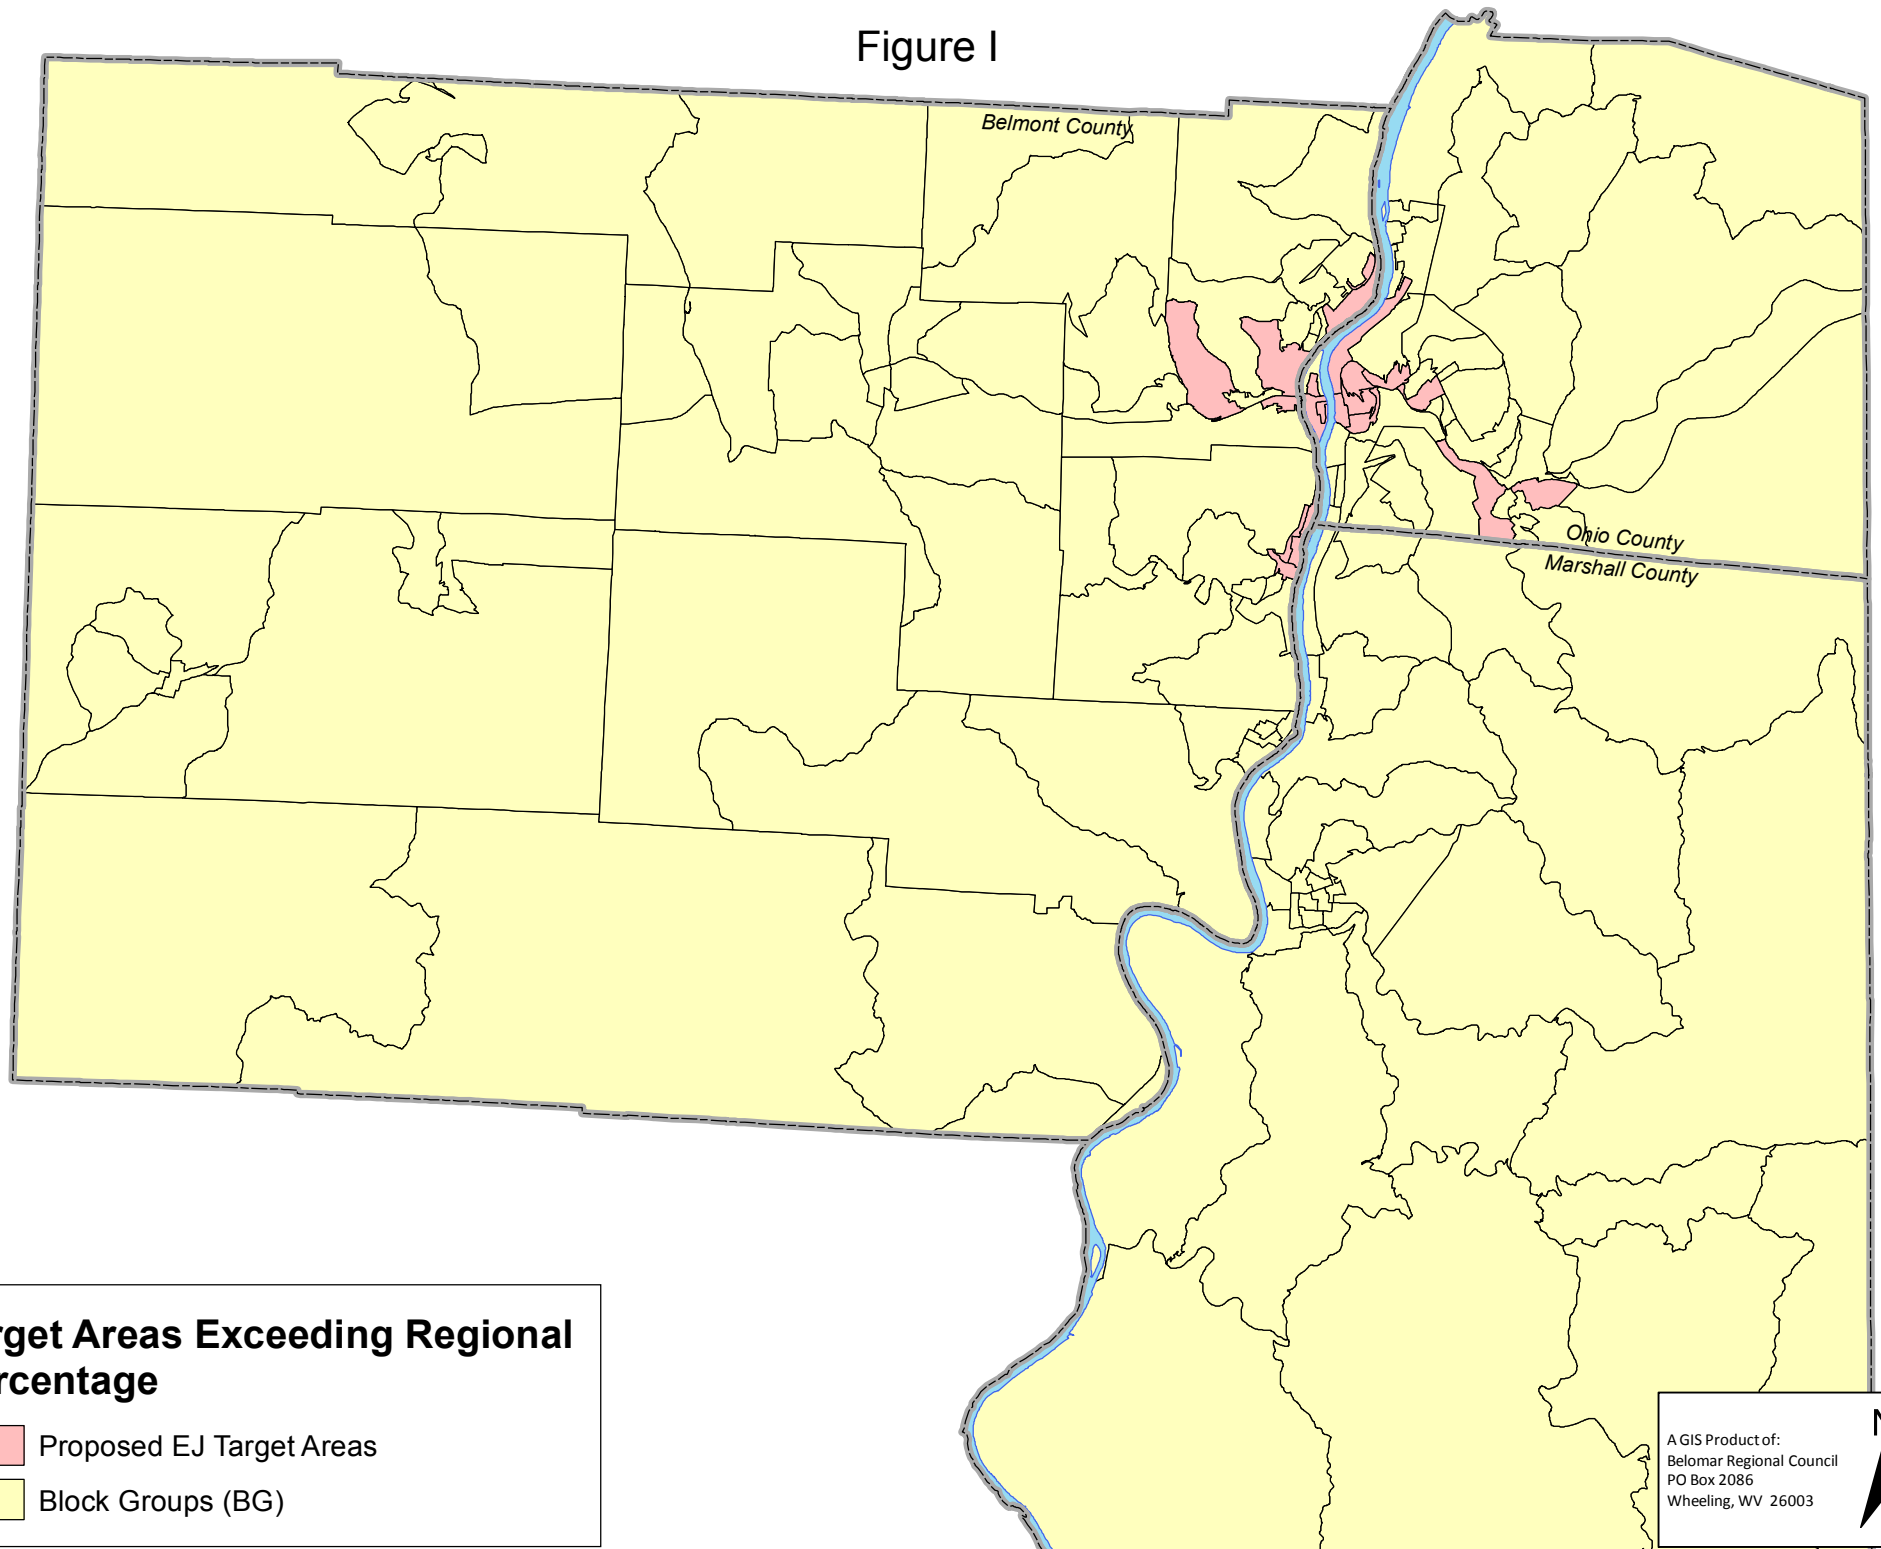 Figure I
Belmont County
Ohio County
Marshall County
rget Areas Exceeding Regional
rcentage
Proposed EJ Target Areas
Block Groups (BG)
A GIS Product of:
Belomar Regional Council
PO Box 2086
Wheeling, WV 26003
N